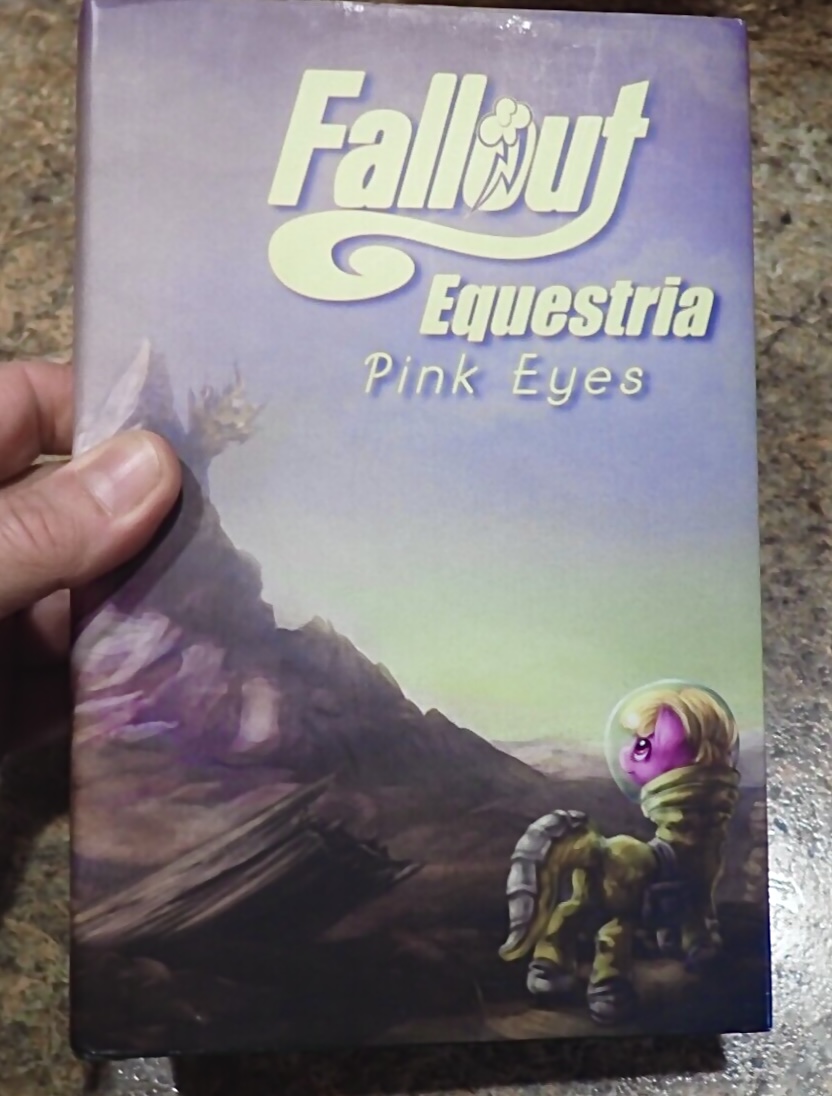 Fallout
Equestria
Pink Eyes